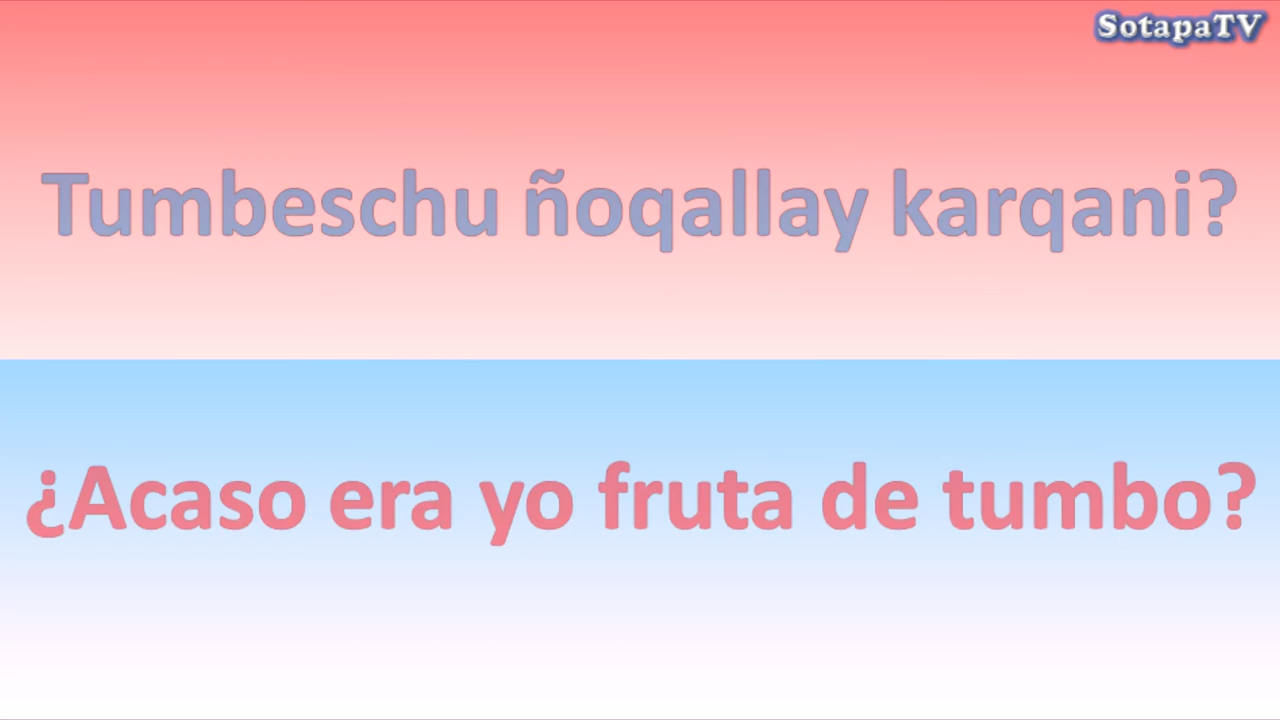 SotapaTV
Tumbeschu ñoqallay karqani?
¿Acaso era yo fruta de tumbo?